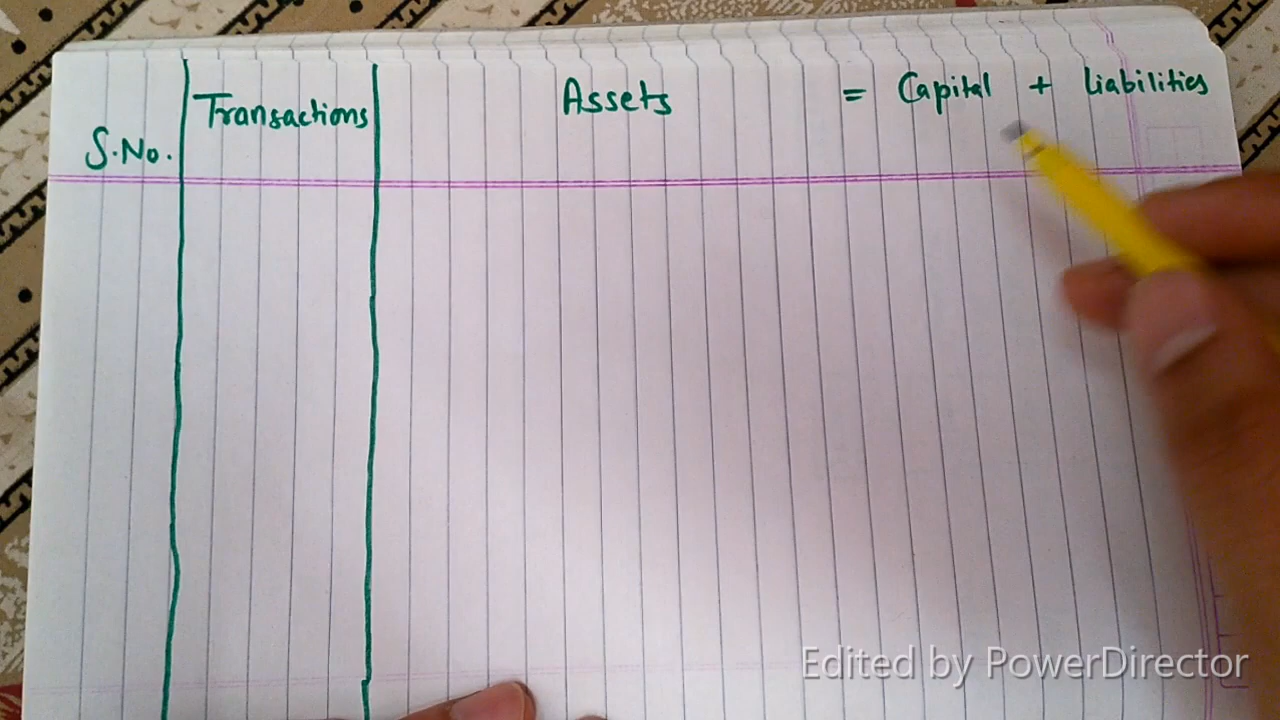 S.No. Transactions Assets = Capital + Liabilities
Edited by PowerDirector